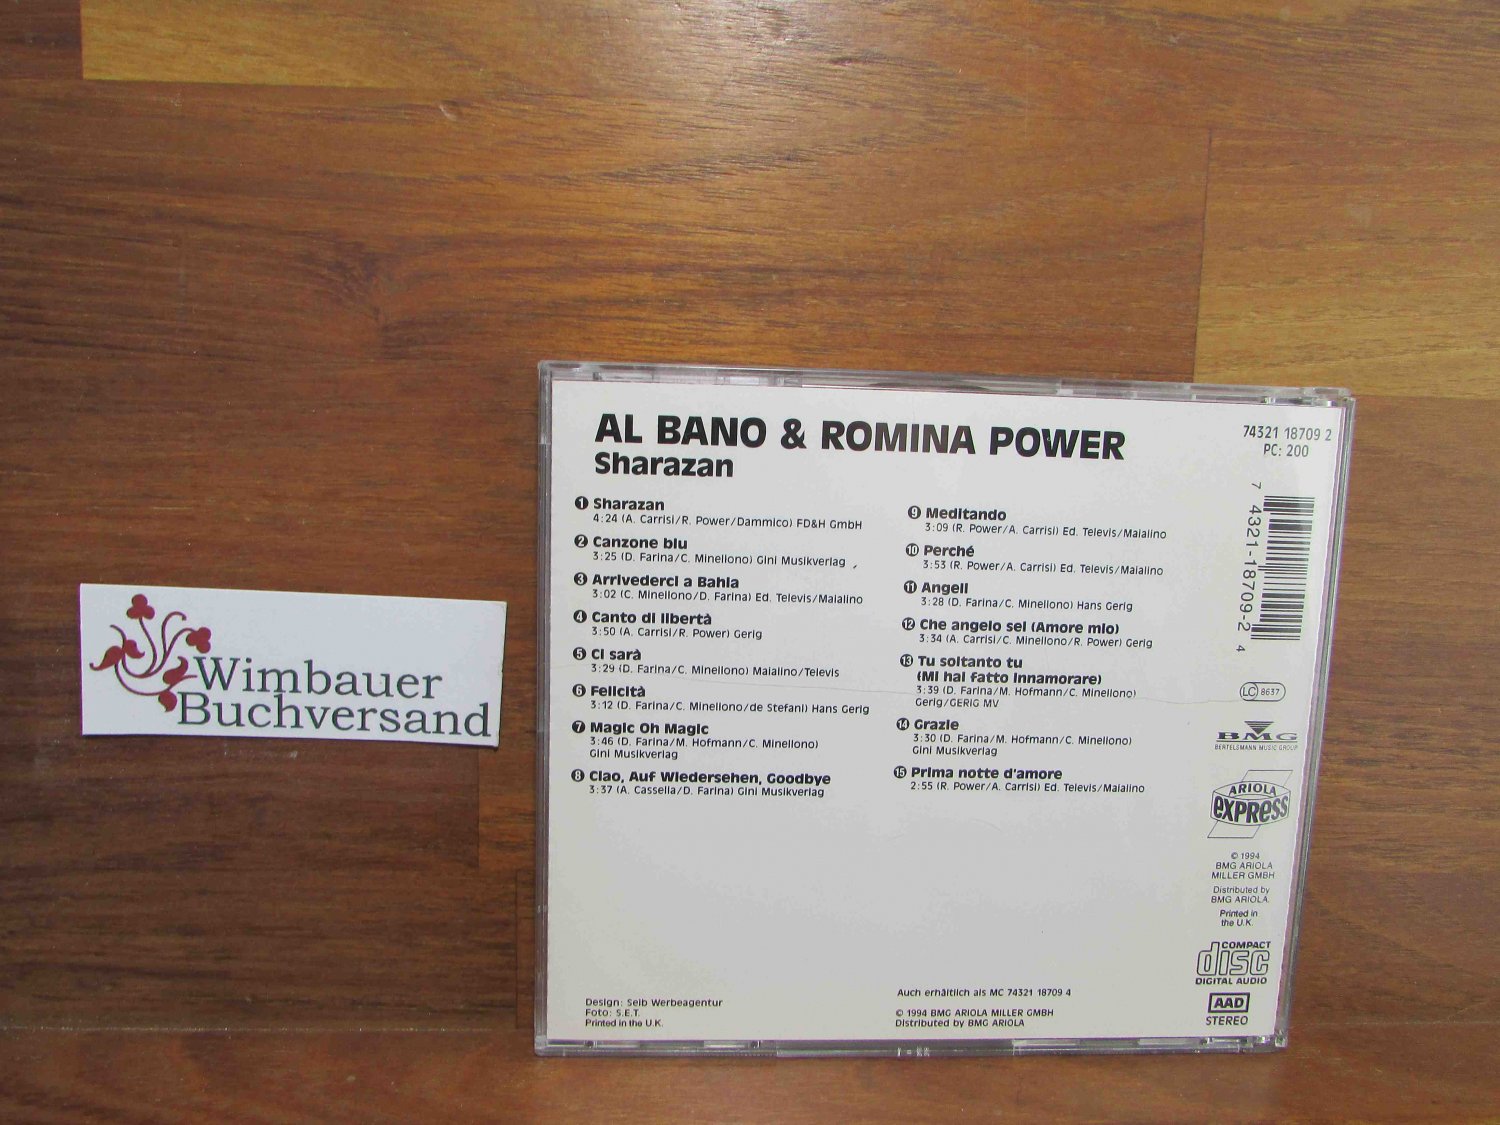 Wimbauer
Buchversand
AL BANO & ROMINA POWER
Sharazan
1 Sharazan
4:24 (A. Carrisi/R. Power/Dammico) FD&H GmbH
2 Canzone blu
3:25 (D. Farina/C. Minellono) Gini Musikverlag
3 Arrivederci a Bahia
3:02 (C. Minellono/D. Farina) Ed. Televis/Maialino
4 Canto di libertà
3:50 (A. Carrisi/R. Power) Gerig
5 Ci sarà
3:29 (D. Farina/C. Minellono) Maialino/Televis
6 Felicità
3:12 (D. Farina/C. Minellono/de Stefani) Hans Gerig
7 Magic Oh Magic
3:46 (D. Farina/M. Hofmann/C. Minellono)
Gini Musikverlag
8 Ciao, Auf Wiedersehen, Goodbye
3:37 (A. Cassella/D. Farina) Gini Musikverlag
9 Meditando
3:09 (R. Power/A. Carrisi) Ed. Televis/Maialino
10 Perché
3:53 (R. Power/A. Carrisi) Ed. Televis/Maialino
11 Angeli
3:28 (D. Farina/C. Minellono) Hans Gerig
12 Che angelo sei (Amore mio)
3:34 (A. Carrisi/C. Minellono/R. Power) Gerig
13 Tu soltanto tu
(Mi hai fatto innamorare)
3:39 (D. Farina/M. Hofmann/C. Minellono)
Gerig/GERIG MV
14 Grazie
3:30 (D. Farina/M. Hofmann/C. Minellono)
Gini Musikverlag
15 Prima notte d'amore
2:55 (R. Power/A. Carrisi) Ed. Televis/Maialino
74321 18709 2
PC: 200
7 4321-18709-2 4
LC 8637
BMG
BERTELSMANN MUSIC GROUP
ARIOLA
EXPRESS
© 1994
BMG ARIOLA
MILLER GMBH
Distributed by
BMG ARIOLA.
Printed in
the U.K.
COMPACT
disc
DIGITAL AUDIO
AAD
STEREO
Design: Selb Werbeagentur
Foto: S.E.T.
Printed in the U.K.
Auch erhältlich als MC 74321 18709 4
© 1994 BMG ARIOLA MILLER GMBH
Distributed by BMG ARIOLA